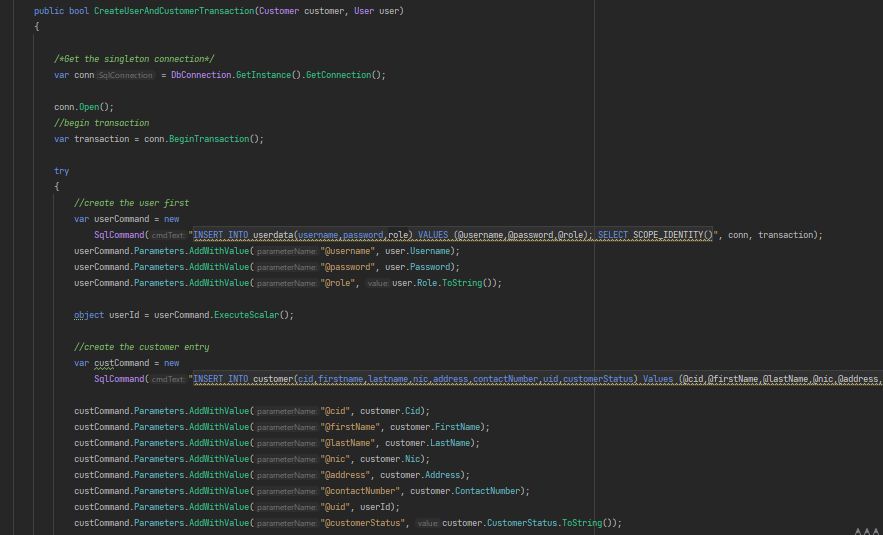 public bool CreateUserAndCustomerTransaction(Customer customer, User user)
{
/*Get the singleton connection*/
var conn :SqlConnection = DbConnection.GetInstance().GetConnection();
conn.Open();
//begin transaction
var transaction = conn.BeginTransaction();
try
{
//create the user first
var userCommand = new
SqlCommand( cmdText: "INSERT INTO userdata(username,password,role) VALUES (@username,@password,@role); SELECT SCOPE_IDENTITY()", conn, transaction);
userCommand.Parameters.AddWithValue( parameterName: "@username", user.Username);
userCommand.Parameters.AddWithValue( parameterName: "@password", user.Password);
userCommand.Parameters.AddWithValue( parameterName: "@role", value: user.Role.ToString());
object userId = userCommand.ExecuteScalar();
//create the customer entry
var custCommand = new
SqlCommand( cmdText: "INSERT INTO customer(cid,firstname,lastname,nic,address,contactNumber,uid,customerStatus) Values (@cid,@firstName,@lastName,@nic,@address,
custCommand.Parameters.AddWithValue( parameterName: "@cid", customer.Cid);
custCommand.Parameters.AddWithValue( parameterName: "@firstName", customer.FirstName);
custCommand.Parameters.AddWithValue( parameterName: "@lastName", customer.LastName);
custCommand.Parameters.AddWithValue( parameterName: "@nic", customer.Nic);
custCommand.Parameters.AddWithValue( parameterName: "@address", customer.Address);
custCommand.Parameters.AddWithValue( parameterName: "@contactNumber", customer.ContactNumber);
custCommand.Parameters.AddWithValue( parameterName: "@uid", userId);
custCommand.Parameters.AddWithValue( parameterName: "@customerStatus", value: customer.CustomerStatus.ToString());